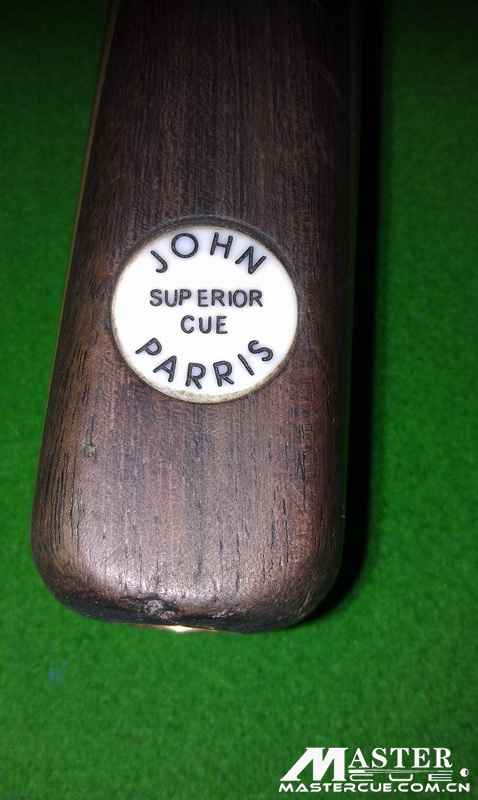 JOHN
SUPERIOR
CUE
PARRIS
MASTER
CUE
MASTERCUE.COM.CN